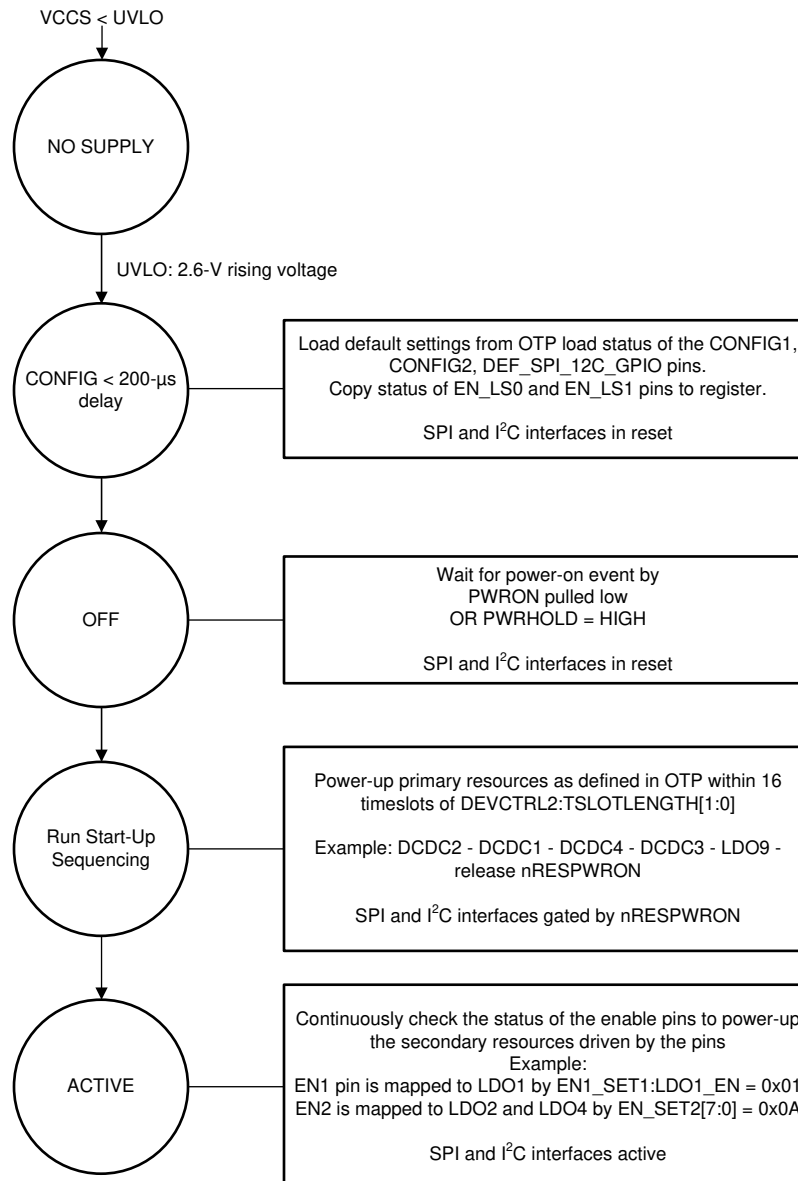 VCCS < UVLO
NO SUPPLY
UVLO: 2.6-V rising voltage
CONFIG < 200-µs
delay
Load default settings from OTP load status of the CONFIG1,
CONFIG2, DEF_SPI_12C_GPIO pins.
Copy status of EN_LS0 and EN_LS1 pins to register.
SPI and I²C interfaces in reset
OFF
Wait for power-on event by
PWRON pulled low
OR PWRHOLD = HIGH
SPI and I²C interfaces in reset
Run Start-Up
Sequencing
Power-up primary resources as defined in OTP within 16
timeslots of DEVCTRL2:TSLOTLENGTH[1:0]
Example: DCDC2 - DCDC1 - DCDC4 - DCDC3 - LDO9 -
release nRESPWRON
SPI and I²C interfaces gated by nRESPWRON
ACTIVE
Continuously check the status of the enable pins to power-up
the secondary resources driven by the pins
Example:
EN1 pin is mapped to LDO1 by EN1_SET1:LDO1_EN = 0x01
EN2 is mapped to LDO2 and LDO4 by EN_SET2[7:0] = 0x0A
SPI and I²C interfaces active